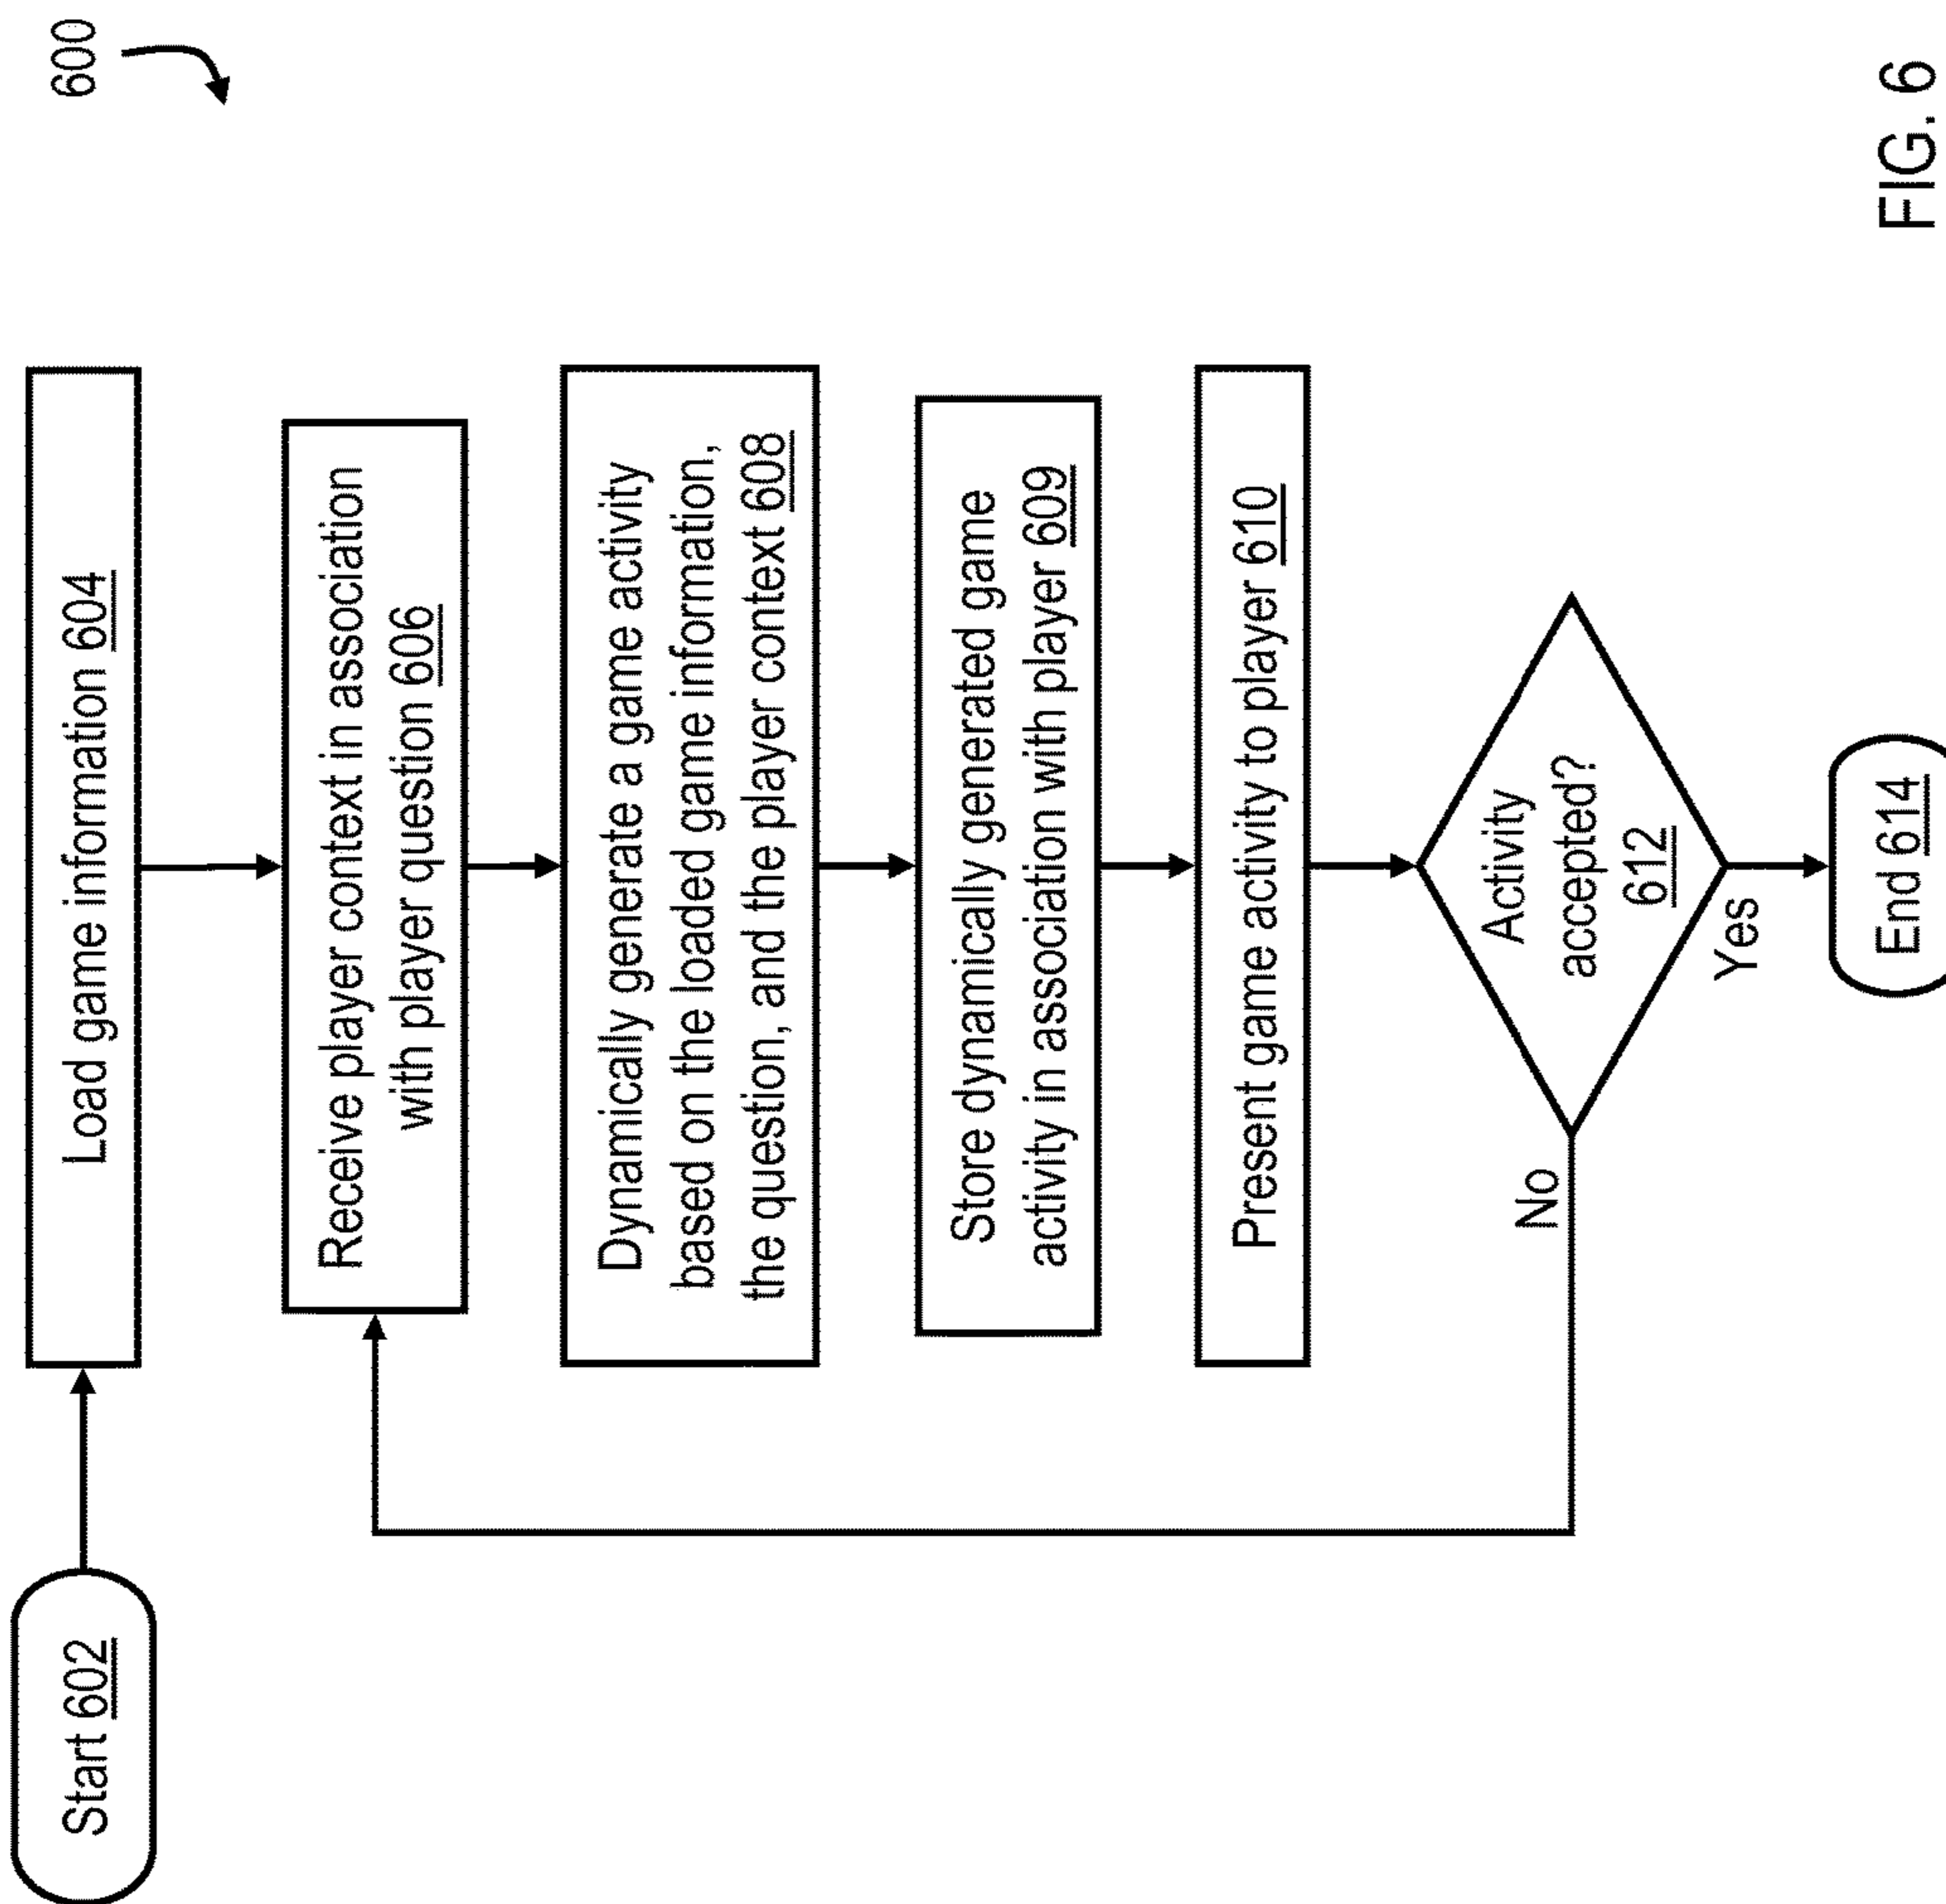 600
Start 602
Load game information 604
Receive player context in association
with player question 606
Dynamically generate a game activity
based on the loaded game information,
the question, and the player context 608
Store dynamically generated game
activity in association with player 609
Present game activity to player 610
Activity
accepted?
612
No
Yes
End 614
FIG. 6